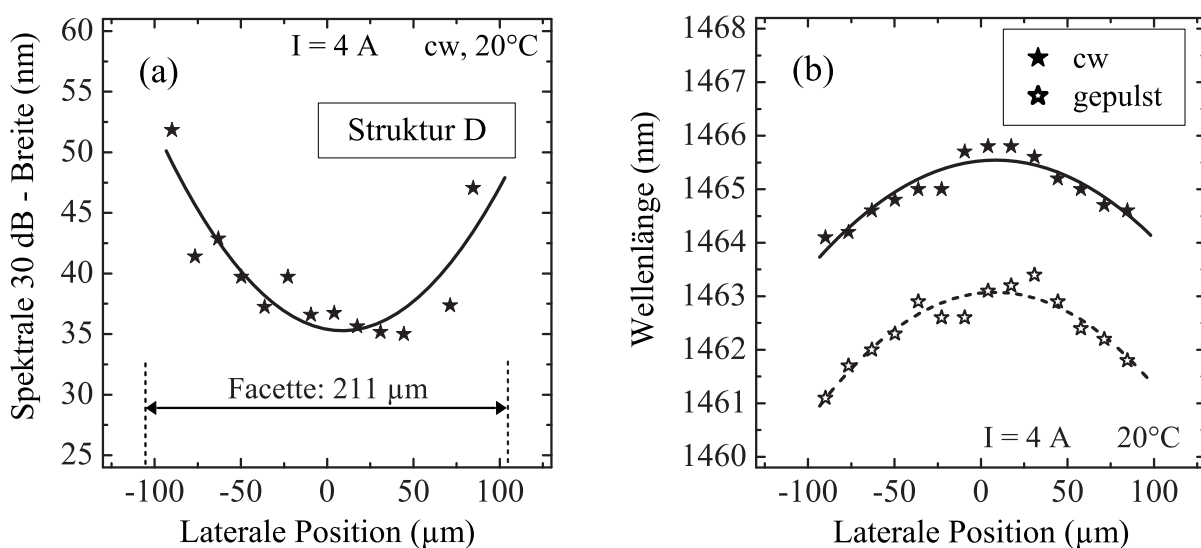 (a)
I = 4 A cw, 20°C
Struktur D
Facette: 211 µm
Spektrale 30 dB - Breite (nm)
60
55
50
45
40
35
30
25
-100 -50 0 50 100
Laterale Position (µm)
(b)
cw
gepulst
I = 4 A 20°C
Wellenlänge (nm)
1468
1467
1466
1465
1464
1463
1462
1461
1460
-100 -50 0 50 100
Laterale Position (µm)